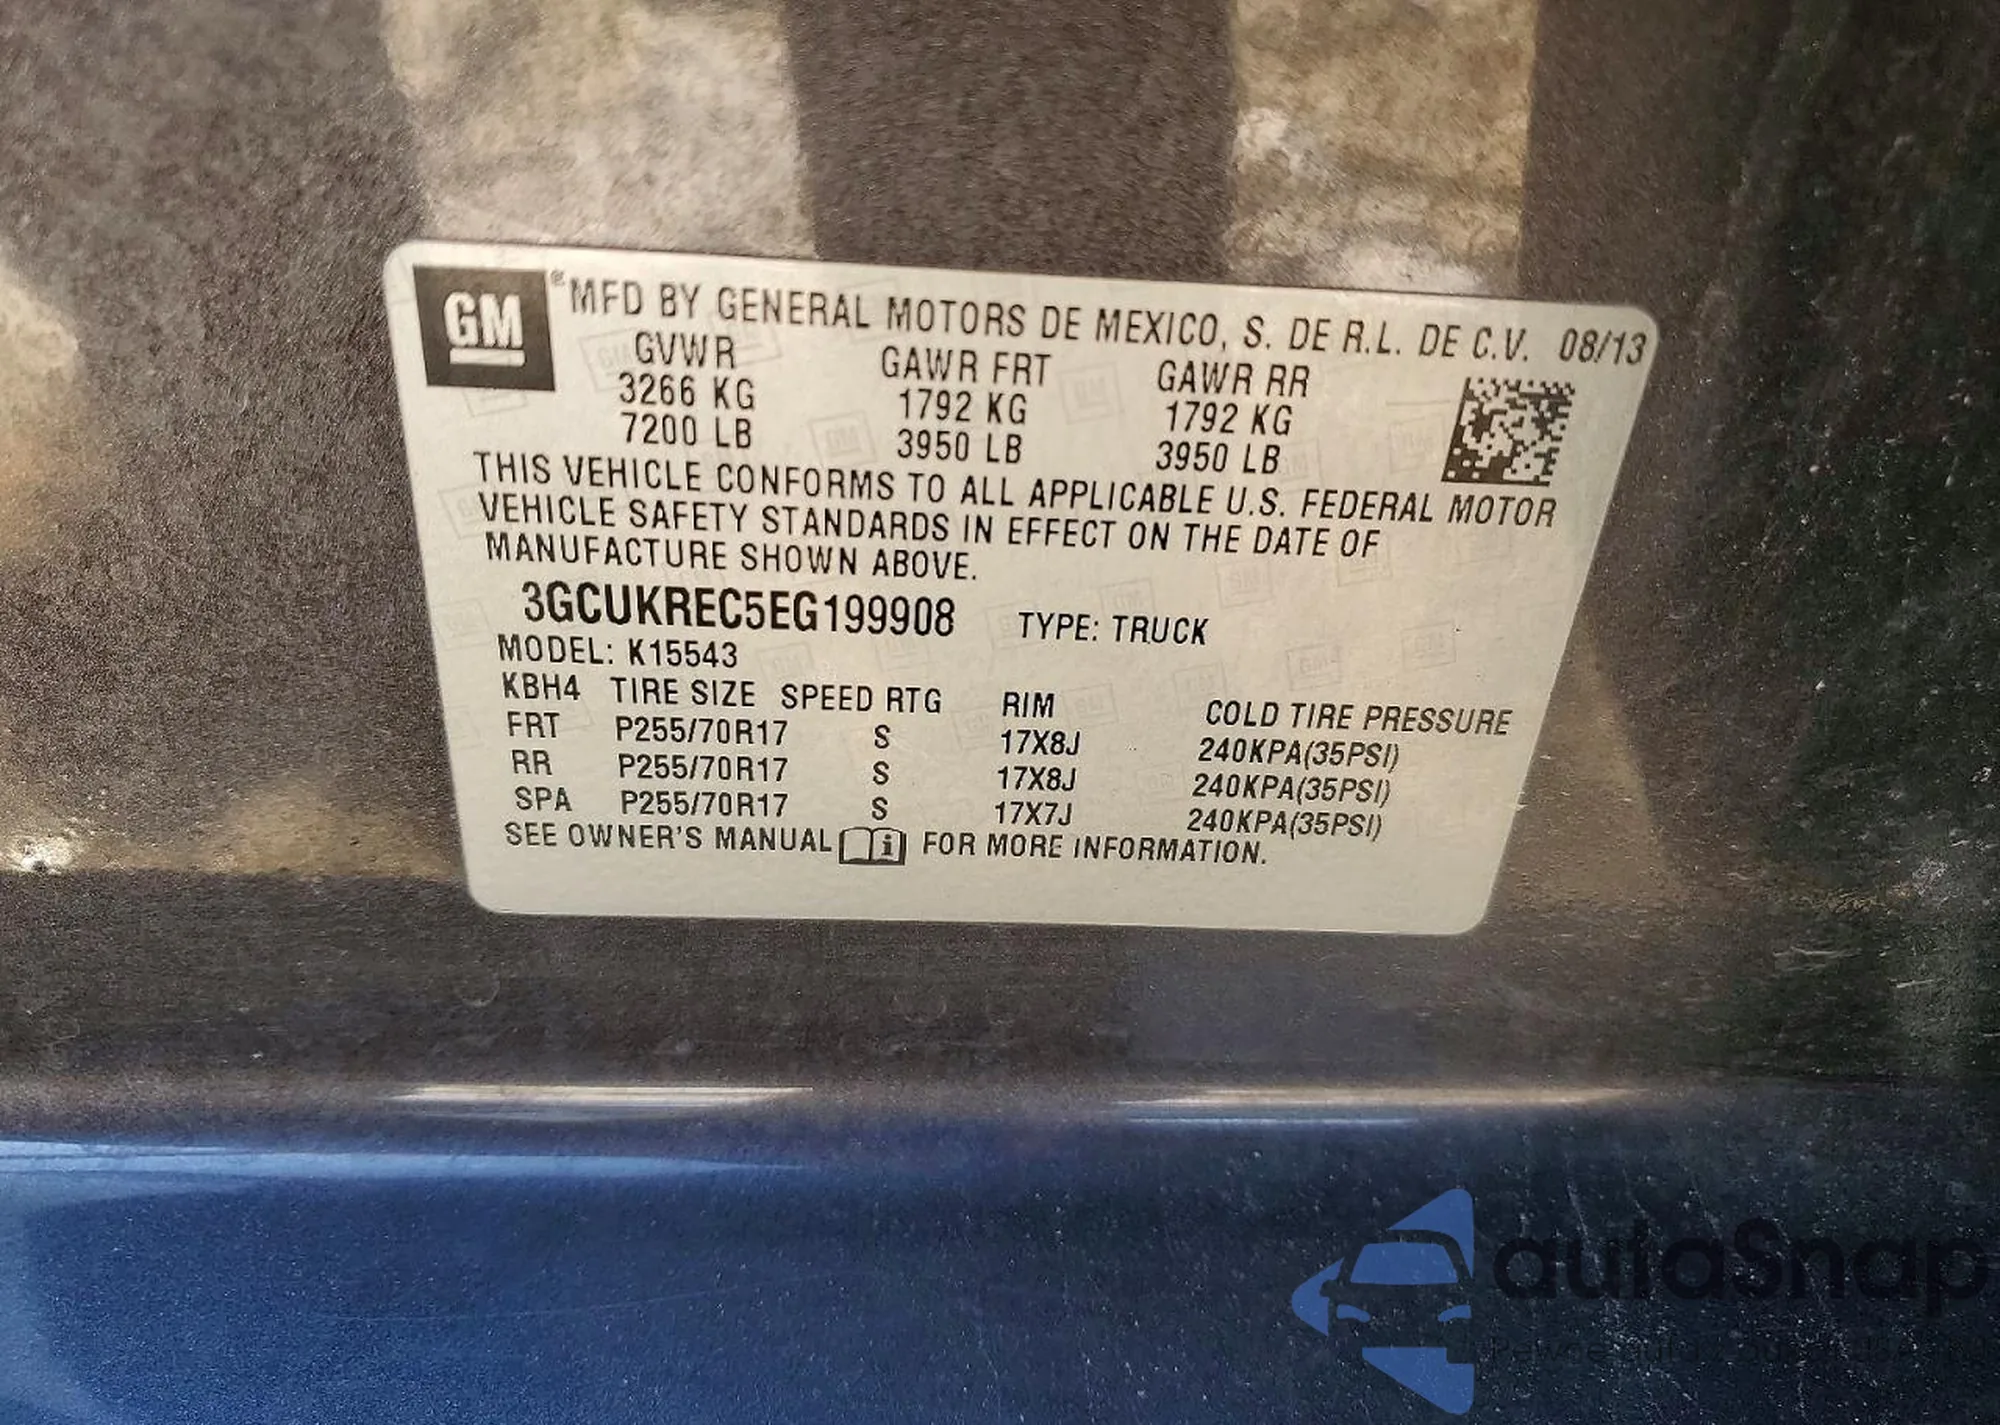 GM ® MFD BY GENERAL MOTORS DE MEXICO, S. DE R.L. DE C.V. 08/13
GVWR GAWR FRT GAWR RR
3266 KG 1792 KG 1792 KG
7200 LB 3950 LB 3950 LB
THIS VEHICLE CONFORMS TO ALL APPLICABLE U.S. FEDERAL MOTOR
VEHICLE SAFETY STANDARDS IN EFFECT ON THE DATE OF
MANUFACTURE SHOWN ABOVE.
3GCUKREC5EG199908 TYPE: TRUCK
MODEL: K15543
KBH4 TIRE SIZE SPEED RTG RIM COLD TIRE PRESSURE
FRT P255/70R17 S 17X8J 240KPA(35PSI)
RR P255/70R17 S 17X8J 240KPA(35PSI)
SPA P255/70R17 S 17X7J 240KPA(35PSI)
SEE OWNER'S MANUAL i FOR MORE INFORMATION.
autaSnap
Pewne auta z